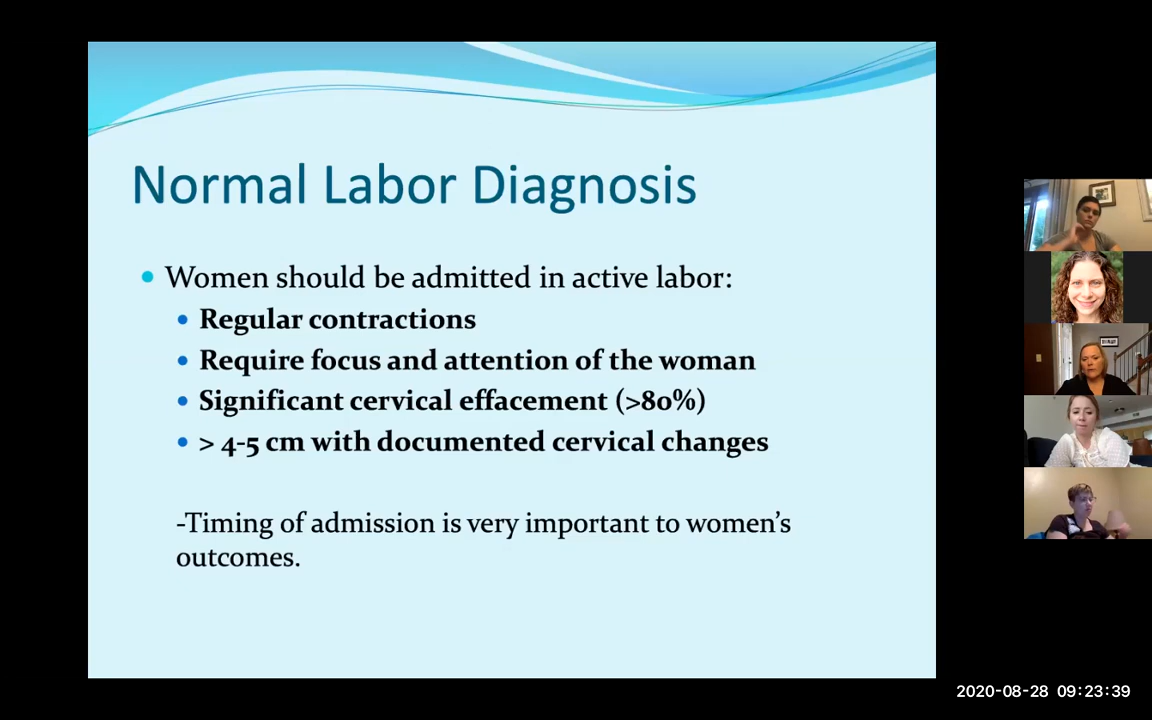 Normal Labor Diagnosis
Women should be admitted in active labor:
Regular contractions
Require focus and attention of the woman
Significant cervical effacement (>80%)
> 4-5 cm with documented cervical changes
-Timing of admission is very important to women’s
outcomes.
2020-08-28 09:23:39